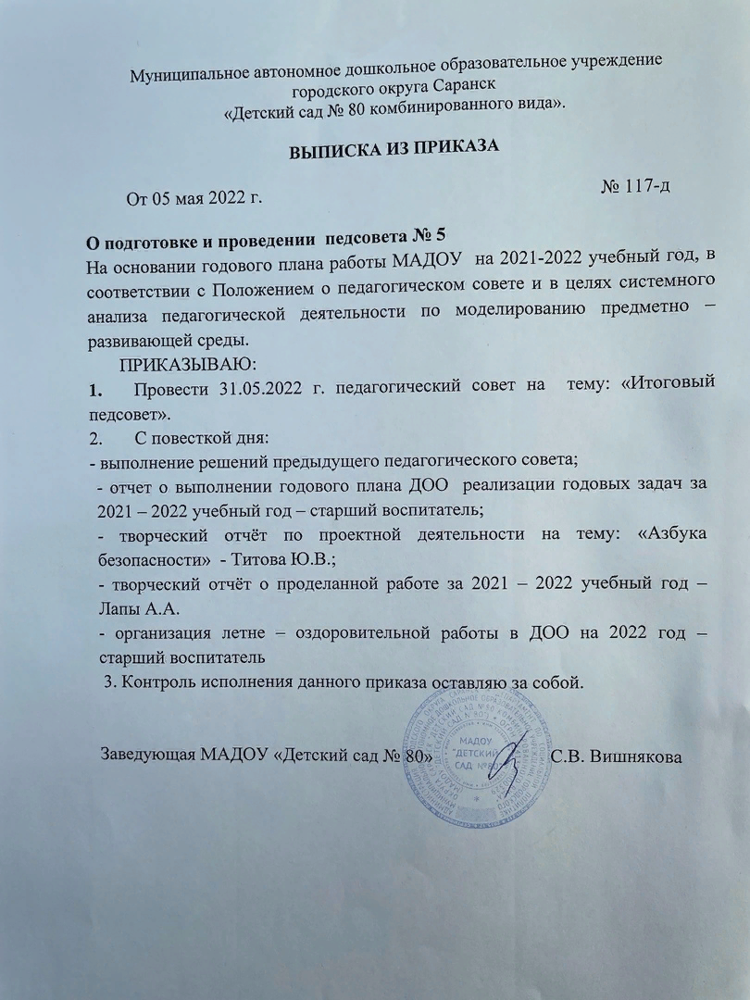 Муниципальное автономное дошкольное образовательное учреждение
городского округа Саранск
«Детский сад № 80 комбинированного вида».
ВЫПИСКА ИЗ ПРИКАЗА
От 05 мая 2022 г. № 117-д
О подготовке и проведении педсовета № 5
На основании годового плана работы МАДОУ на 2021-2022 учебный год, в
соответствии с Положением о педагогическом совете и в целях системного
анализа педагогической деятельности по моделированию предметно –
развивающей среды.
ПРИКАЗЫВАЮ:
1. Провести 31.05.2022 г. педагогический совет на тему: «Итоговый
педсовет».
2. С повесткой дня:
- выполнение решений предыдущего педагогического совета;
- отчет о выполнении годового плана ДОО реализации годовых задач за
2021 – 2022 учебный год – старший воспитатель;
- творческий отчёт по проектной деятельности на тему: «Азбука
безопасности» - Титова Ю.В.;
- творческий отчёт о проделанной работе за 2021 – 2022 учебный год –
Лапы А.А.
- организация летне – оздоровительной работы в ДОО на 2022 год –
старший воспитатель
3. Контроль исполнения данного приказа оставляю за собой.
Заведующая МАДОУ «Детский сад № 80» С.В. Вишнякова
МАДОУ
"ДЕТСКИЙ
САД №80"